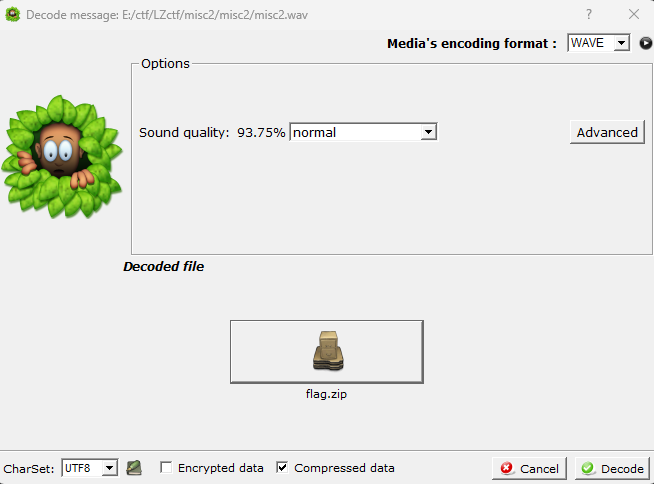 Decode message: E:/ctf/LZctf/misc2/misc2/misc2.wav
Media's encoding format : WAVE
Options
Sound quality: 93.75% normal Advanced
Decoded file
flag.zip
CharSet: UTF8 Encrypted data Compressed data Cancel Decode